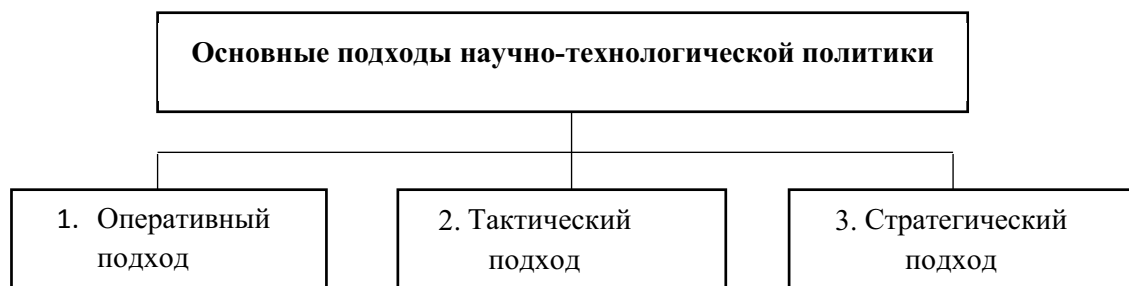 Основные подходы научно-технологической политики
1. Оперативный
подход
2. Тактический
подход
3. Стратегический
подход